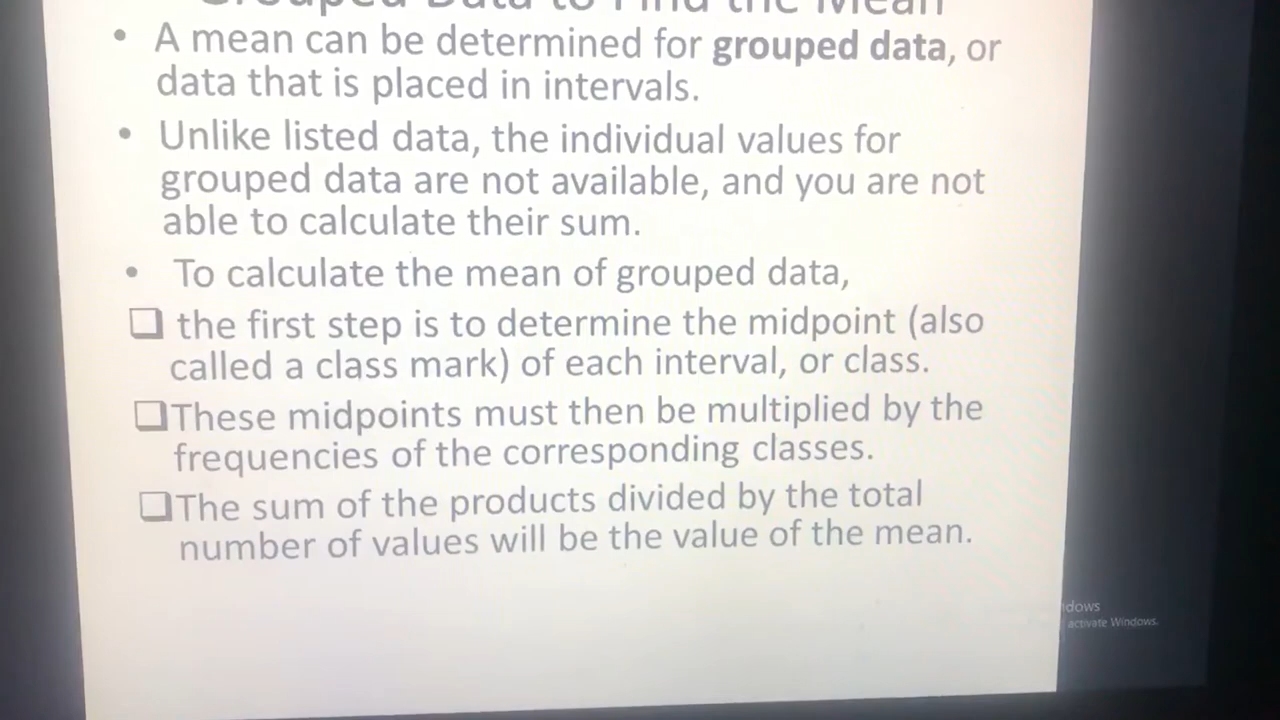 Grouped Data to Find the Mean
• A mean can be determined for grouped data, or
data that is placed in intervals.
• Unlike listed data, the individual values for
grouped data are not available, and you are not
able to calculate their sum.
• To calculate the mean of grouped data,
❑ the first step is to determine the midpoint (also
called a class mark) of each interval, or class.
❑These midpoints must then be multiplied by the
frequencies of the corresponding classes.
❑The sum of the products divided by the total
number of values will be the value of the mean.
dows
activate Windows.